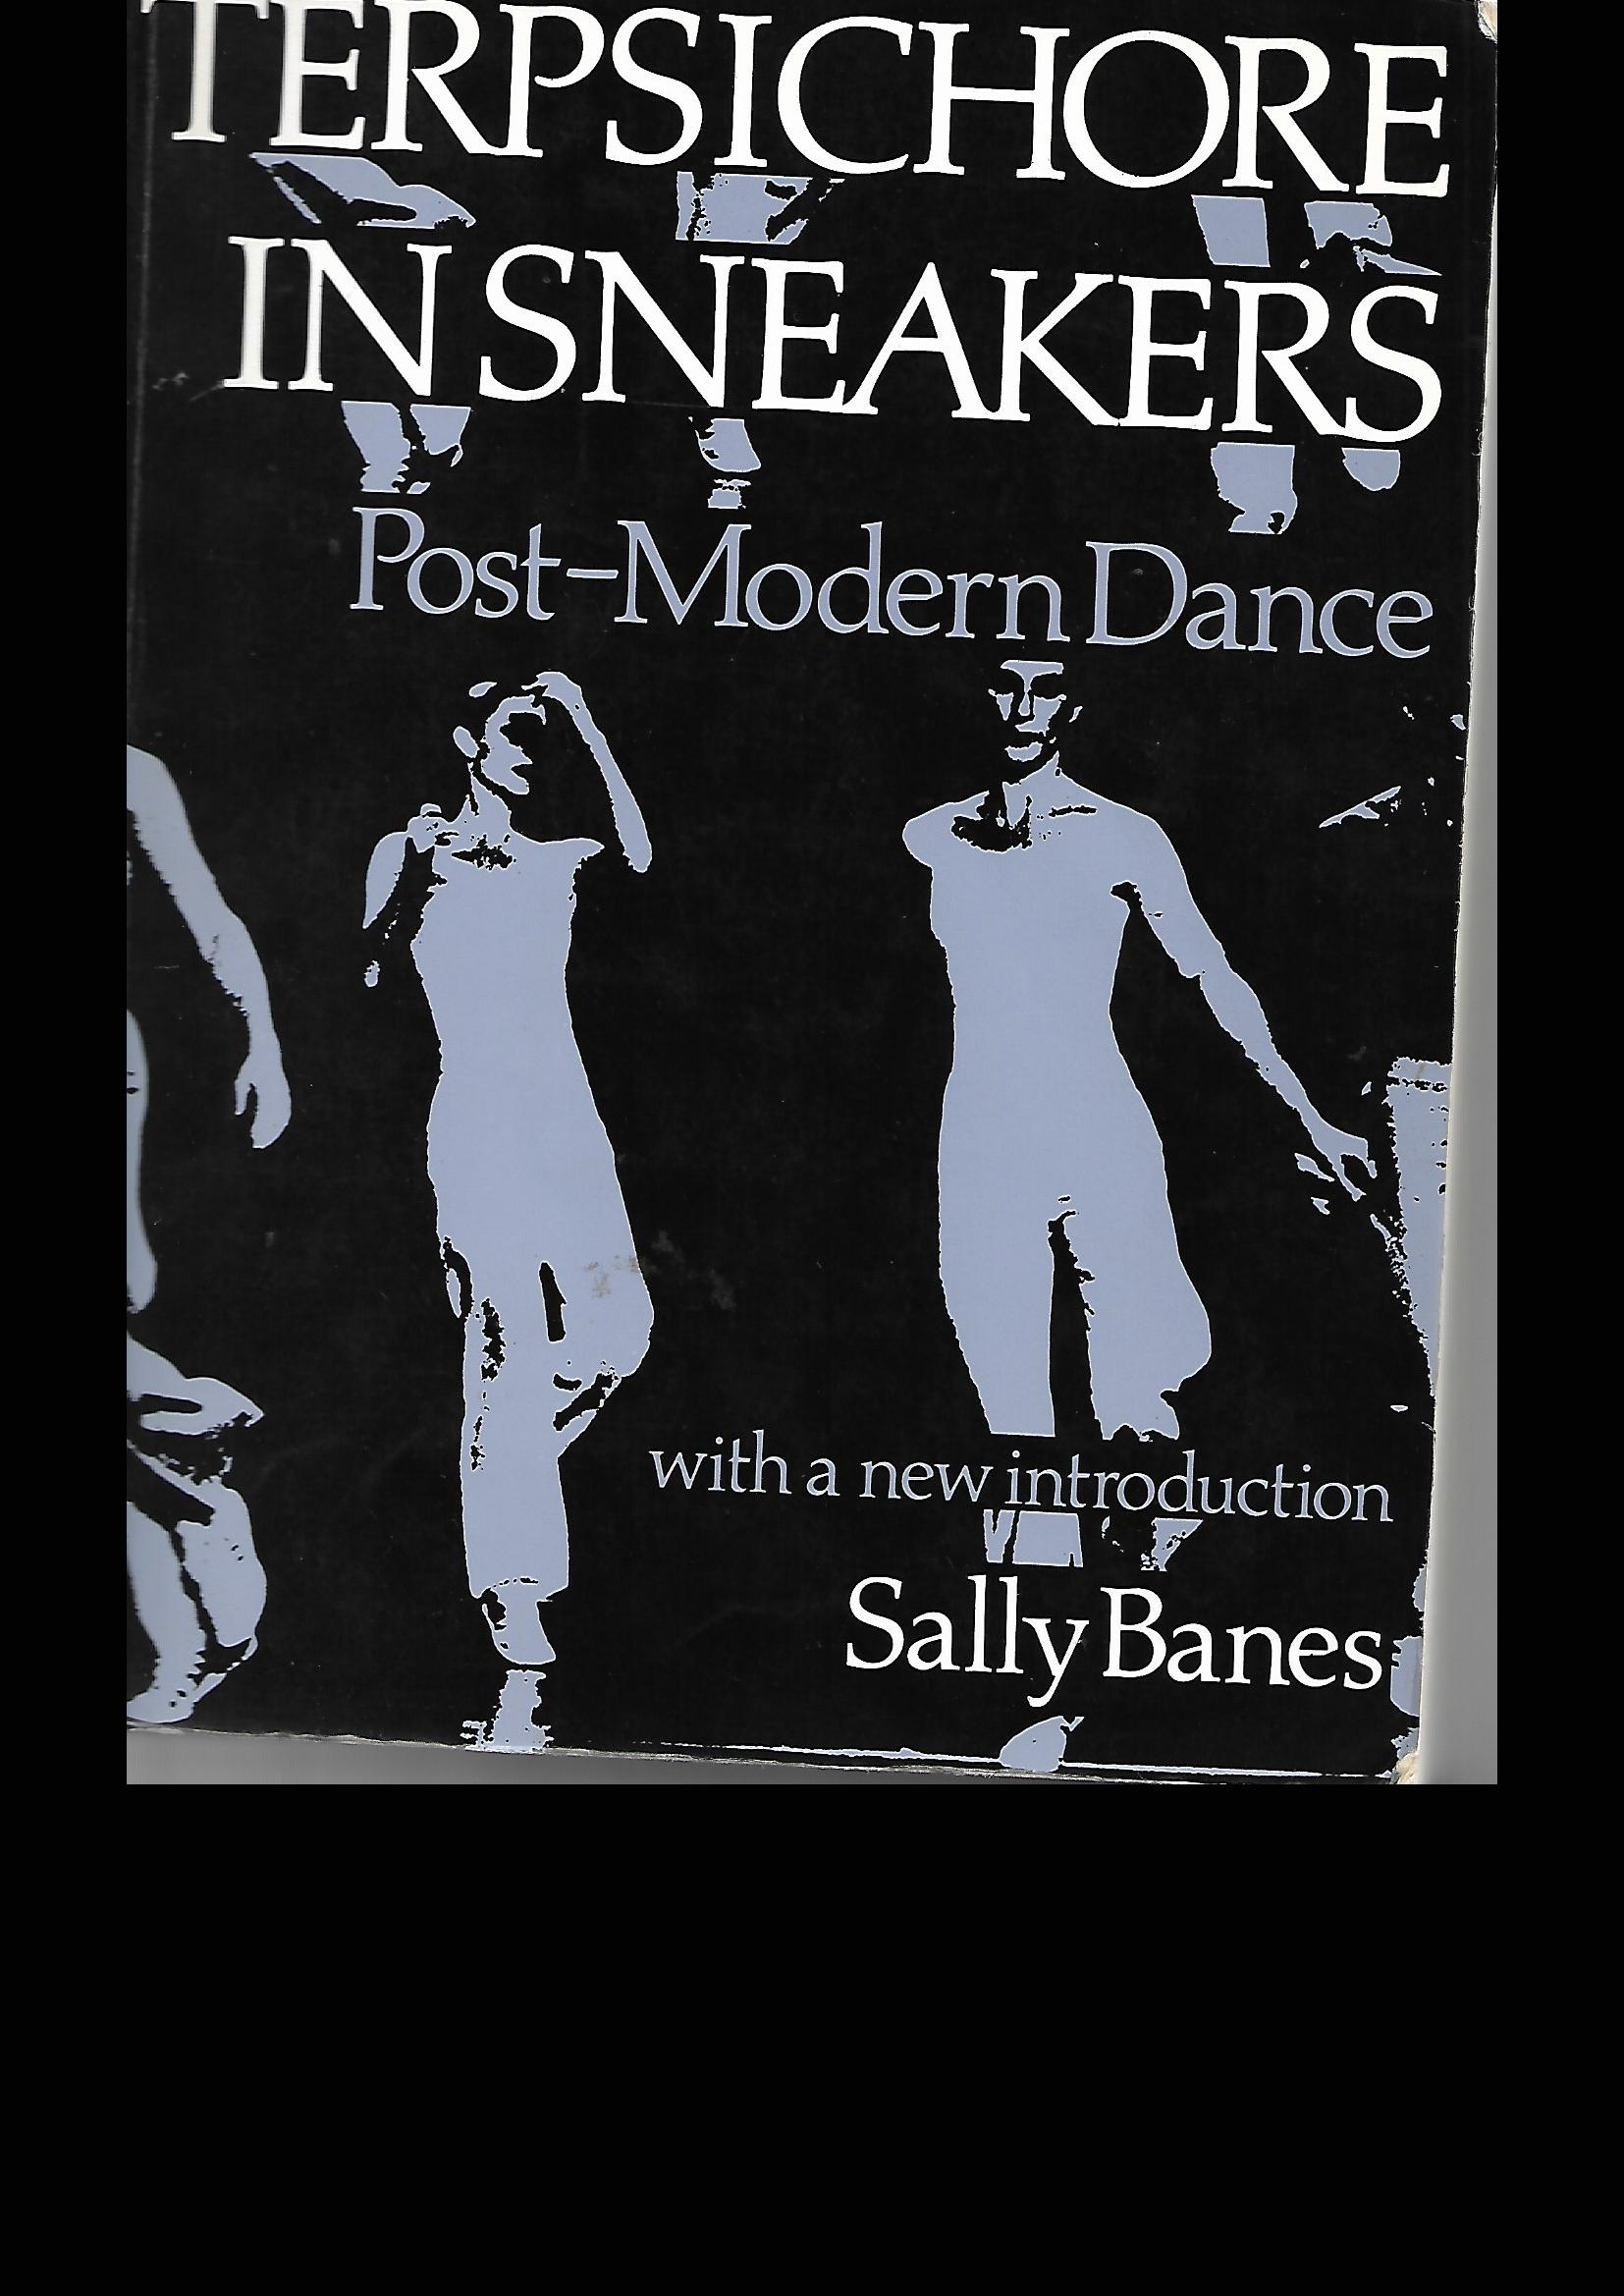 TERPSICHORE
IN SNEAKERS
Post-Modern Dance
with a new introduction
Sally Banes